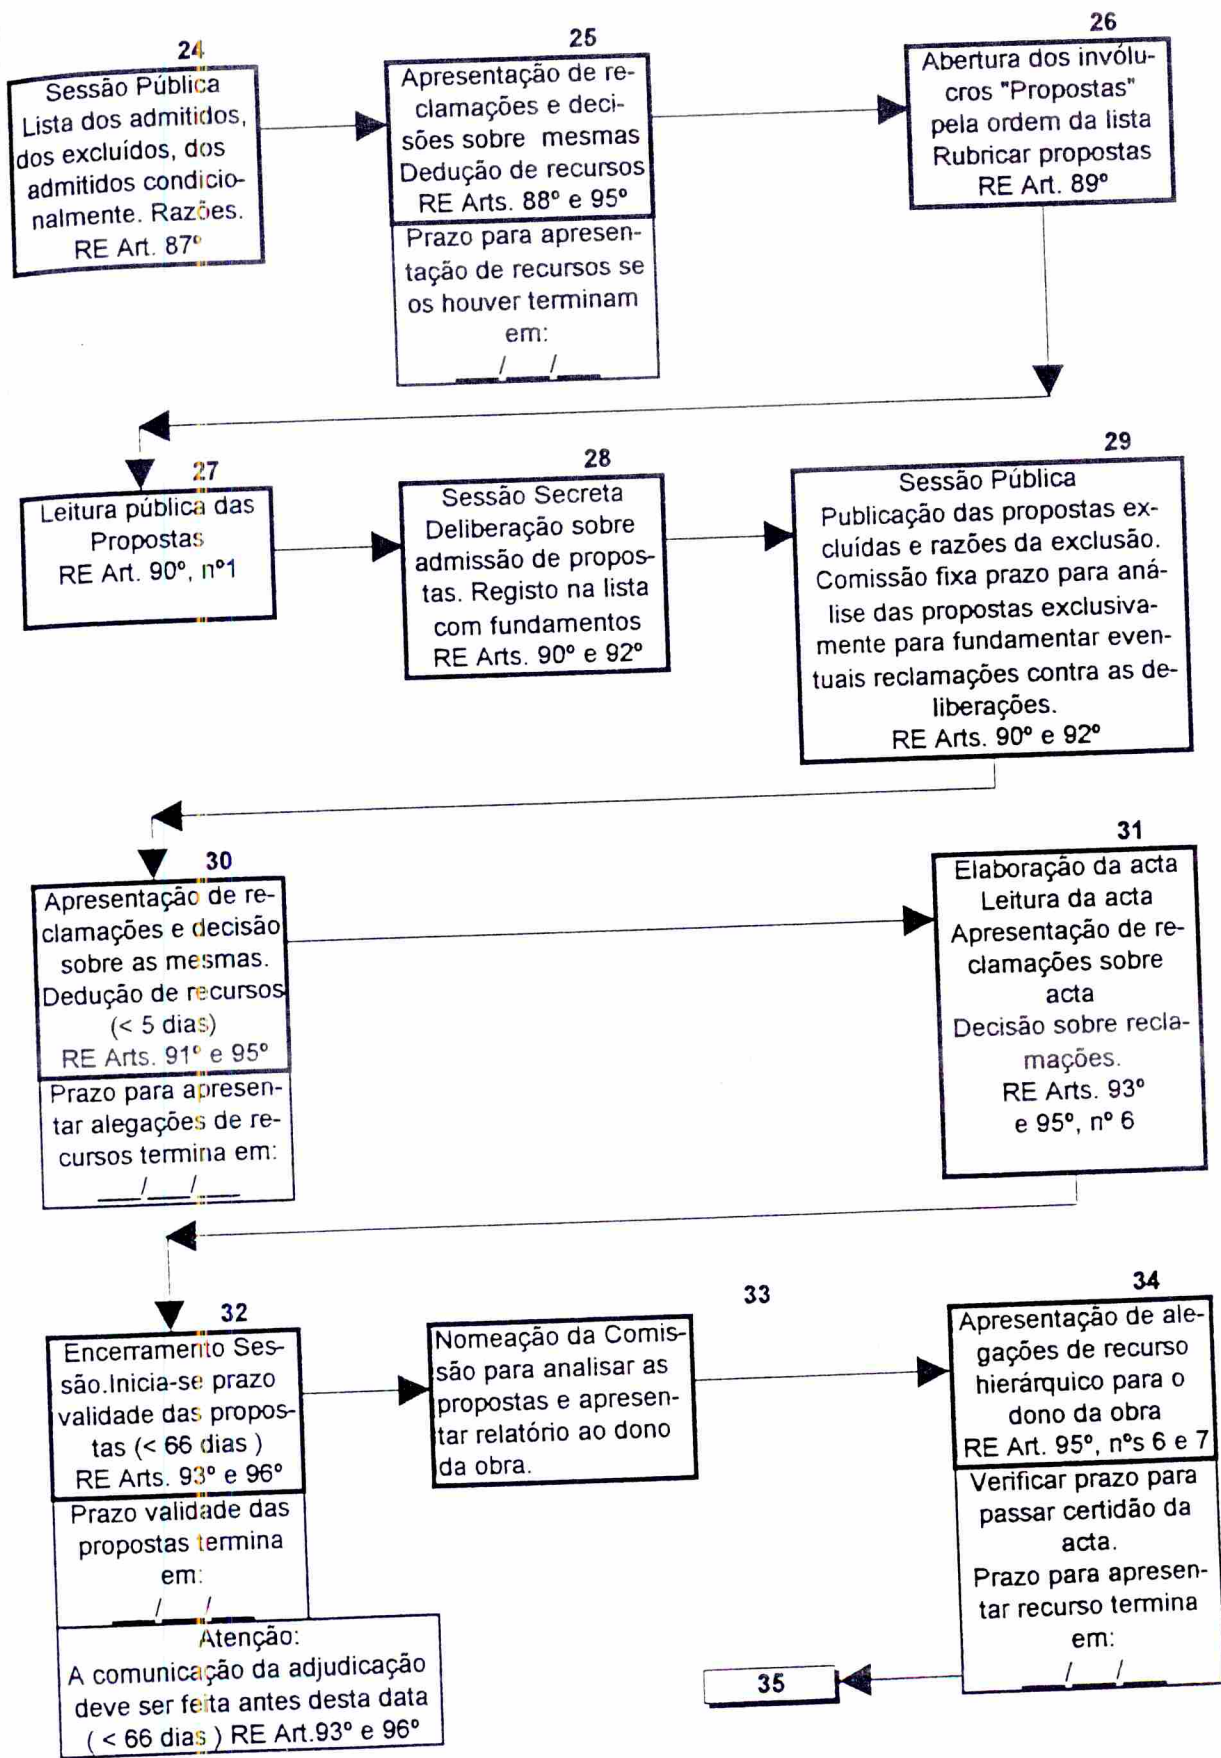 24
Sessão Pública
Lista dos admitidos,
dos excluídos, dos
admitidos condicio-
nalmente. Razões.
RE Art. 87º
25
Apresentação de re-
clamações e deci-
sões sobre mesmas
Dedução de recursos
RE Arts. 88º e 95º
Prazo para apresen-
tação de recursos se
os houver terminam
em:
___/___/___
26
Abertura dos invólu-
cros "Propostas"
pela ordem da lista
Rubricar propostas
RE Art. 89º
27
Leitura pública das
Propostas
RE Art. 90º, nº1
28
Sessão Secreta
Deliberação sobre
admissão de propos-
tas. Registo na lista
com fundamentos
RE Arts. 90º e 92º
29
Sessão Pública
Publicação das propostas ex-
cluídas e razões da exclusão.
Comissão fixa prazo para aná-
lise das propostas exclusiva-
mente para fundamentar even-
tuais reclamações contra as de-
liberações.
RE Arts. 90º e 92º
30
Apresentação de re-
clamações e decisão
sobre as mesmas.
Dedução de recursos
(< 5 dias)
RE Arts. 91º e 95º
Prazo para apresen-
tar alegações de re-
cursos termina em:
___/___/___
31
Elaboração da acta
Leitura da acta
Apresentação de re-
clamações sobre
acta
Decisão sobre recla-
mações.
RE Arts. 93º
e 95º, nº 6
32
Encerramento Ses-
são.Inicia-se prazo
validade das propos-
tas (< 66 dias )
RE Arts. 93º e 96º
Prazo validade das
propostas termina
em:
___/___/___
Atenção:
A comunicação da adjudicação
deve ser feita antes desta data
( < 66 dias ) RE Art.93º e 96º
33
Nomeação da Comis-
são para analisar as
propostas e apresen-
tar relatório ao dono
da obra.
34
Apresentação de ale-
gações de recurso
hierárquico para o
dono da obra
RE Art. 95º, nºs 6 e 7
Verificar prazo para
passar certidão da
acta.
Prazo para apresen-
tar recurso termina
em:
___/___/___
35